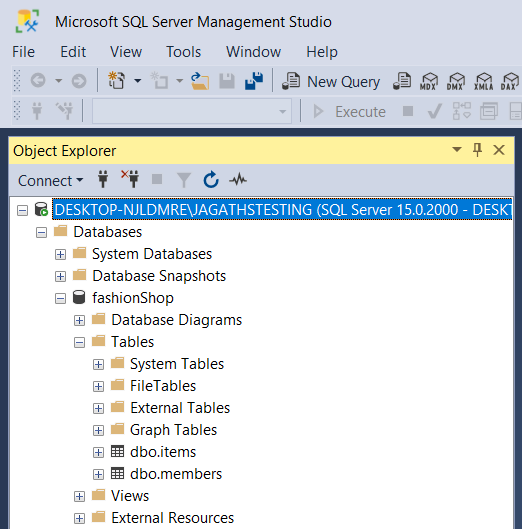 Microsoft SQL Server Management Studio
File Edit View Tools Window Help
New Query MDX DMX XMLA DAX
Execute
Object Explorer
Connect
DESKTOP-NJLDMRE\JAGATHSTESTING (SQL Server 15.0.2000 - DESKT
Databases
System Databases
Database Snapshots
fashionShop
Database Diagrams
Tables
System Tables
FileTables
External Tables
Graph Tables
dbo.items
dbo.members
Views
External Resources